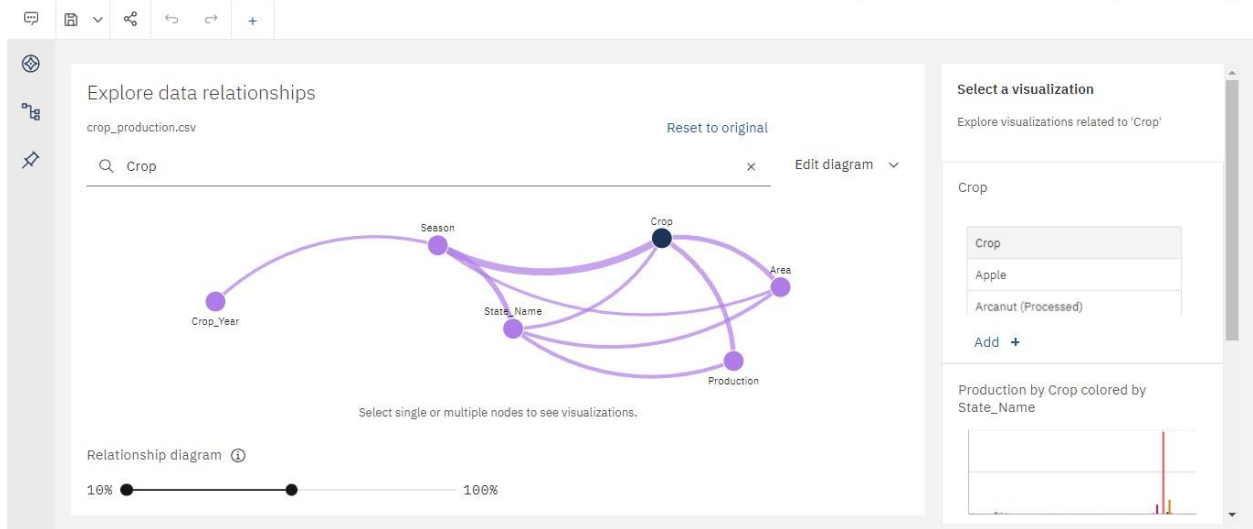 Explore data relationships
crop_production.csv
Reset to original
Crop
Edit diagram
Season
Crop
Area
Crop_Year
State_Name
Production
Select single or multiple nodes to see visualizations.
Relationship diagram
10%
100%
Select a visualization
Explore visualizations related to 'Crop'
Crop
Crop
Apple
Arcanut (Processed)
Add +
Production by Crop colored by
State_Name